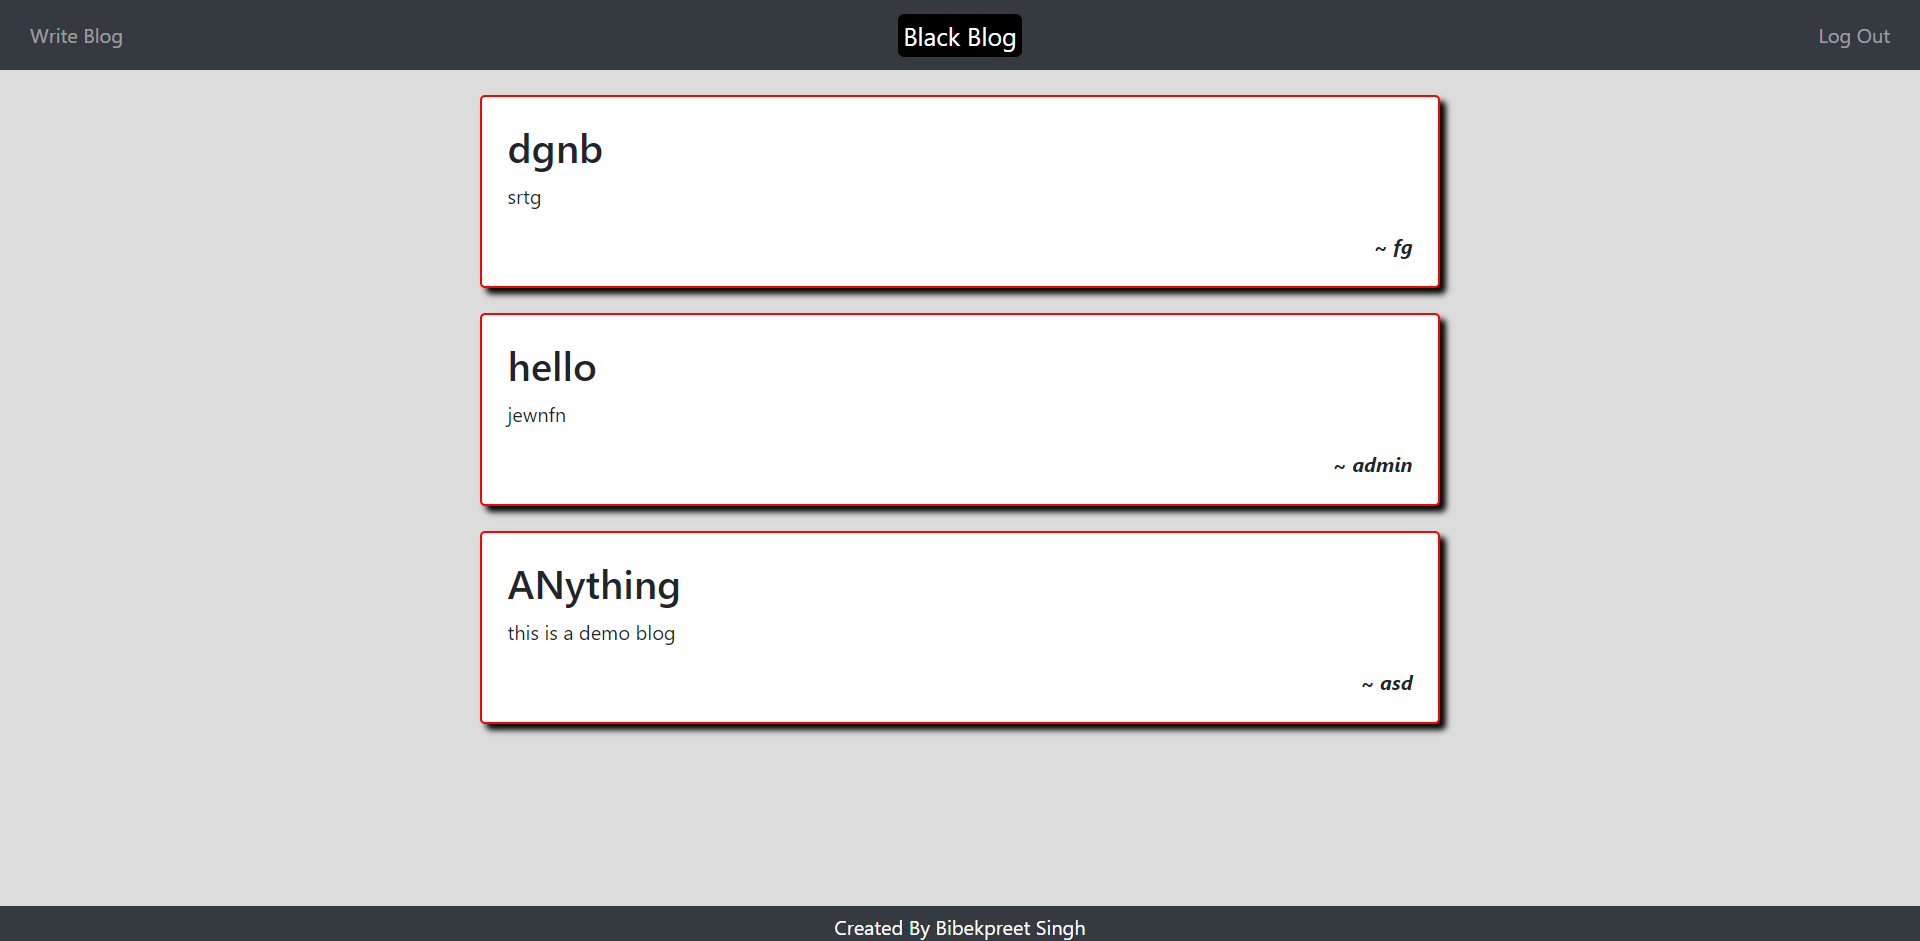 Write Blog
Black Blog
Log Out
dgnb
srtg
~ fg
hello
jewnfn
~ admin
ANything
this is a demo blog
~ asd
Created By Bibekpreet Singh